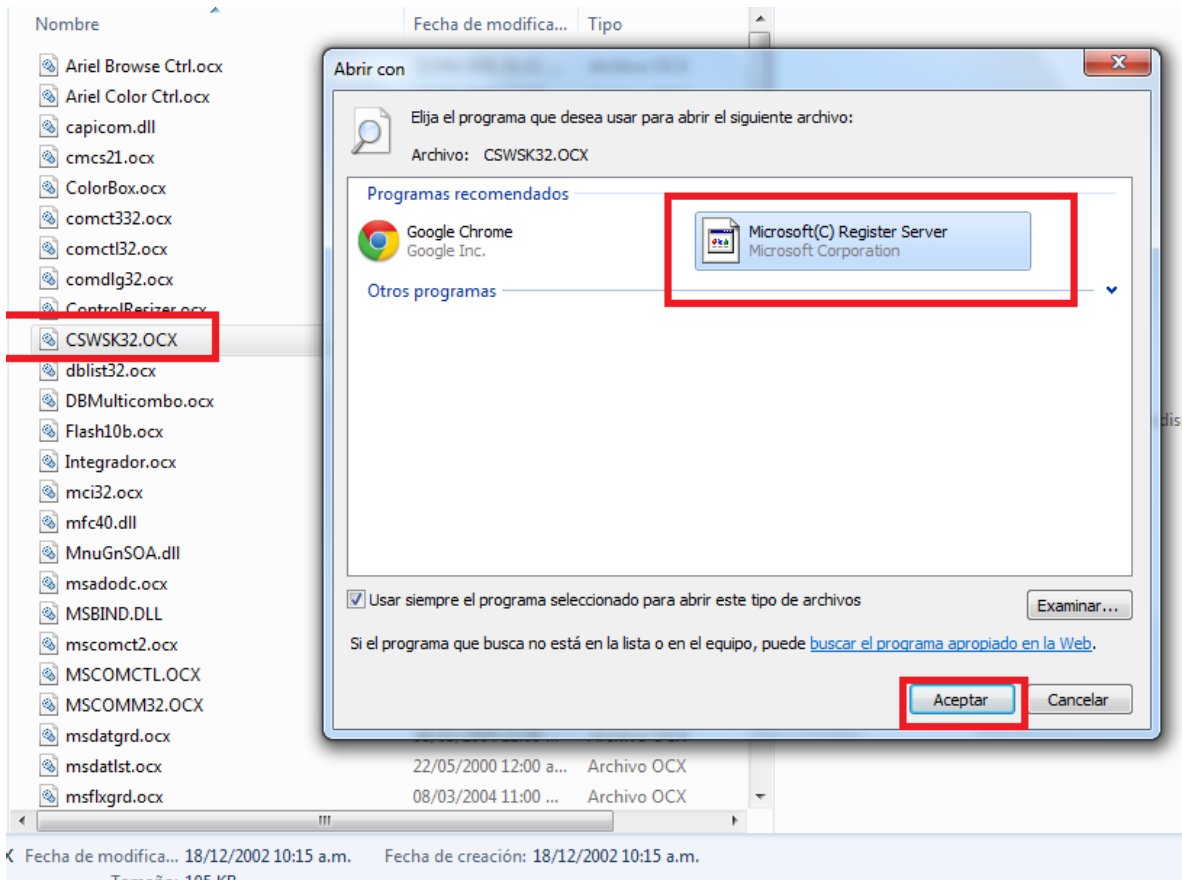 Nombre Fecha de modifica... Tipo
Ariel Browse Ctrl.ocx
Ariel Color Ctrl.ocx
capicom.dll
cmcs21.ocx
ColorBox.ocx
comct332.ocx
comctl32.ocx
comdlg32.ocx
ControlResizer.ocx
CSWSK32.OCX
dblist32.ocx
DBMulticombo.ocx
Flash10b.ocx
Integrador.ocx
mci32.ocx
mfc40.dll
MnuGnSOA.dll
msadodc.ocx
MSBIND.DLL
mscomct2.ocx
MSCOMCTL.OCX
MSCOMM32.OCX
msdatgrd.ocx
msdatlst.ocx 22/05/2000 12:00 a... Archivo OCX
msflxgrd.ocx 08/03/2004 11:00 ... Archivo OCX
Abrir con
Elija el programa que desea usar para abrir el siguiente archivo:
Archivo: CSWSK32.OCX
Programas recomendados
Google Chrome
Google Inc.
Microsoft(C) Register Server
Microsoft Corporation
Otros programas
Usar siempre el programa seleccionado para abrir este tipo de archivos
Examinar...
Si el programa que busca no está en la lista o en el equipo, puede buscar el programa apropiado en la Web.
Aceptar Cancelar
dis
X Fecha de modifica... 18/12/2002 10:15 a.m. Fecha de creación: 18/12/2002 10:15 a.m.
Tamaño: 105 KB